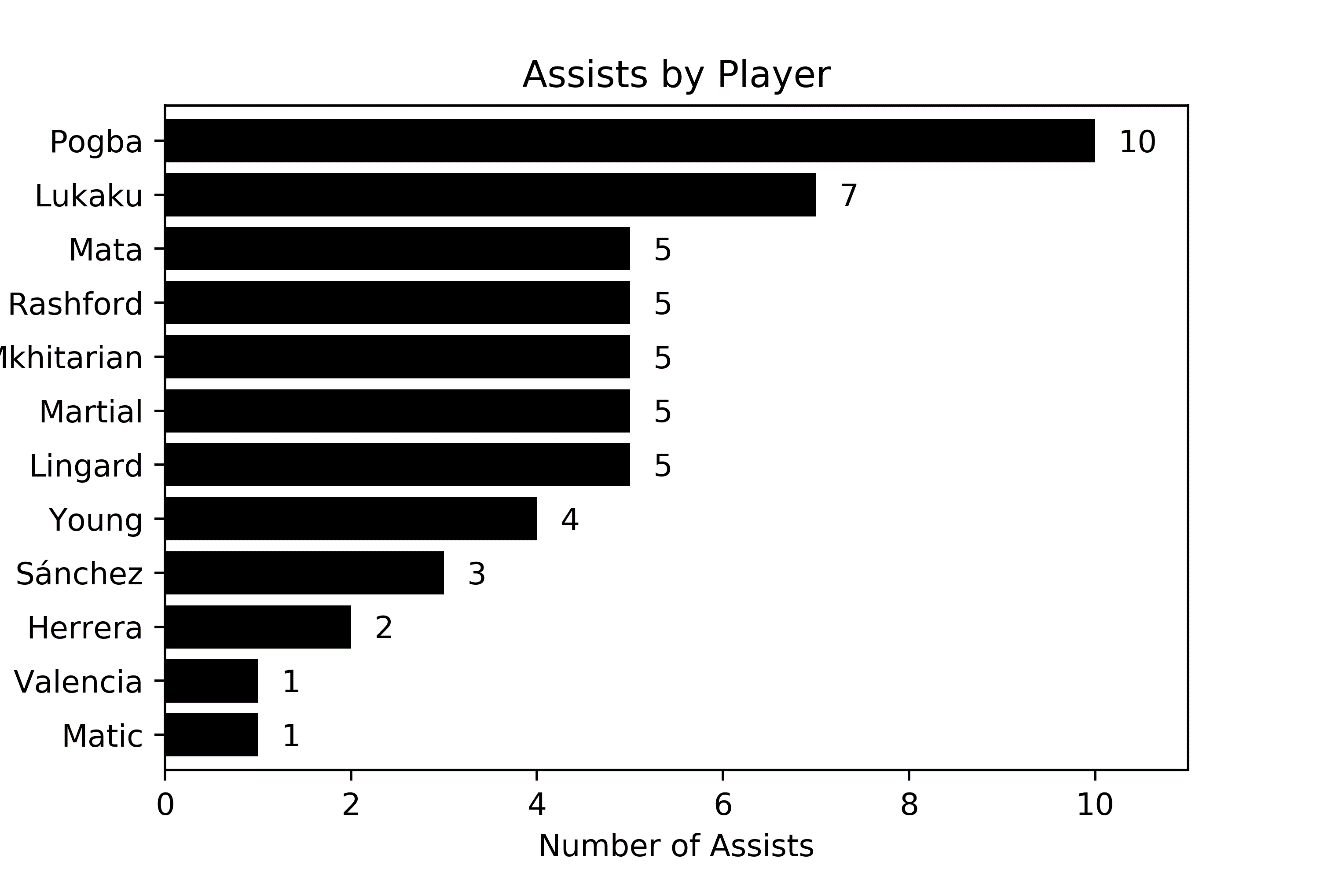 Assists by Player
Pogba 10
Lukaku 7
Mata 5
Rashford 5
Mkhitarian 5
Martial 5
Lingard 5
Young 4
Sánchez 3
Herrera 2
Valencia 1
Matic 1
0 2 4 6 8 10
Number of Assists